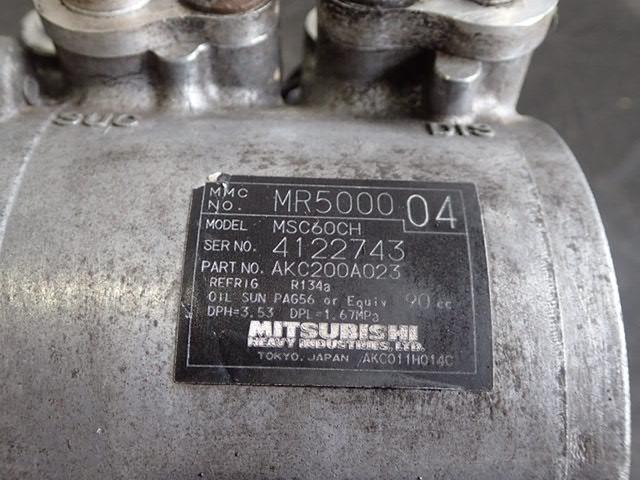 SUC
DIS
MMC NO. MR5000 04
MODEL MSC60CH
SER NO. 4122743
PART NO. AKC200A023
REFRIG R134a
OIL SUN PAG56 or Equiv 90 cc
DPH=3.53 DPL=1.67MPa
MITSUBISHI
HEAVY INDUSTRIES, LTD.
TOKYO, JAPAN AKC011H014C